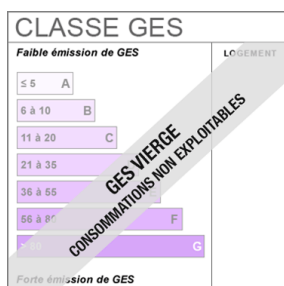 CLASSE GES
Faible émission de GES
LOGEMENT
≤ 5 A
6 à 10 B
11 à 20 C
21 à 35
36 à 55
56 à F
G
GES VIERGE
CONSOMMATIONS NON EXPLOITABLES
Forte émission de GES